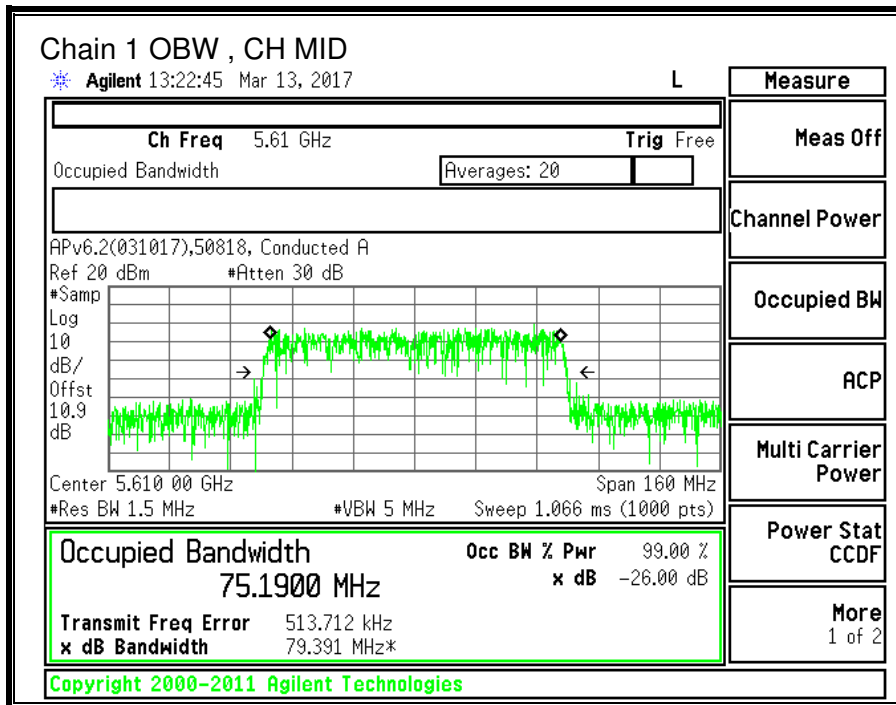 Chain 1 OBW , CH MID
Agilent 13:22:45 Mar 13, 2017 L
Measure
Ch Freq 5.61 GHz Trig Free
Meas Off
Occupied Bandwidth Averages: 20
Channel Power
APv6.2(031017),50818, Conducted A
Ref 20 dBm #Atten 30 dB
#Samp
Log
10
dB/
Offst
10.9
dB
Occupied BW
ACP
Multi Carrier
Power
Center 5.610 00 GHz Span 160 MHz
#Res BW 1.5 MHz #VBW 5 MHz Sweep 1.066 ms (1000 pts)
Power Stat
CCDF
Occupied Bandwidth Occ BW % Pwr 99.00 %
75.1900 MHz x dB -26.00 dB
Transmit Freq Error 513.712 kHz
x dB Bandwidth 79.391 MHz*
More
1 of 2
Copyright 2000-2011 Agilent Technologies